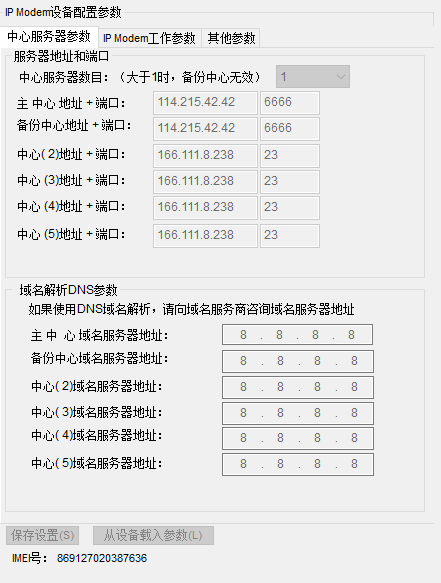 IP Modem设备配置参数
中心服务器参数 IP Modem工作参数 其他参数
服务器地址和端口
中心服务器数目：（大于1时，备份中心无效） 1
主 中心 地址 + 端口： 114.215.42.42 6666
备份中心地址 + 端口： 114.215.42.42 6666
中心( 2)地址 + 端口： 166.111.8.238 23
中心 (3)地址 + 端口： 166.111.8.238 23
中心 (4)地址 + 端口： 166.111.8.238 23
中心 (5)地址 + 端口： 166.111.8.238 23
域名解析DNS参数
如果使用DNS域名解析，请向域名服务商咨询域名服务器地址
主 中 心 域名服务器地址： 8 . 8 . 8 . 8
备份中心域名服务器地址： 8 . 8 . 8 . 8
中心( 2)域名服务器地址： 8 . 8 . 8 . 8
中心( 3)域名服务器地址： 8 . 8 . 8 . 8
中心( 4)域名服务器地址： 8 . 8 . 8 . 8
中心( 5)域名服务器地址： 8 . 8 . 8 . 8
保存设置(S) 从设备载入参数(L)
IMEI号： 869127020387636